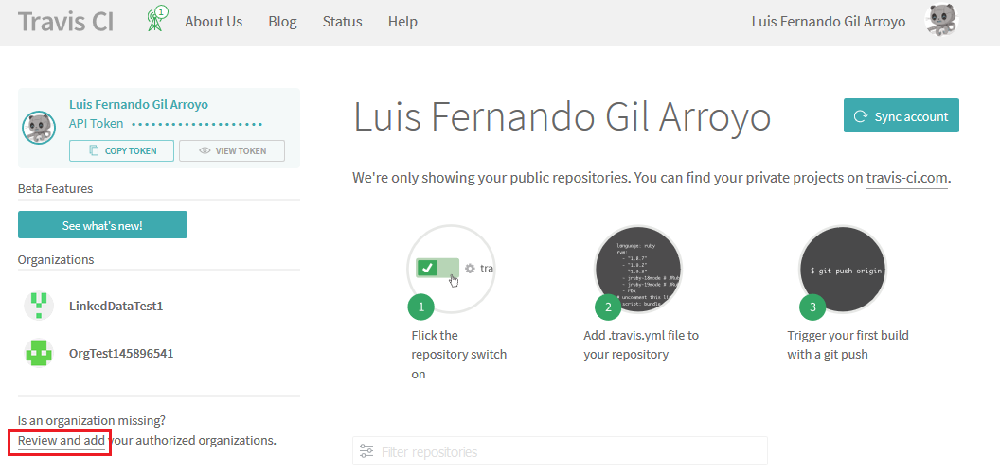 Travis CI
1
About Us
Blog
Status
Help
Luis Fernando Gil Arroyo
Luis Fernando Gil Arroyo
API Token
COPY TOKEN
VIEW TOKEN
Beta Features
See what's new!
Organizations
LinkedDataTest1
OrgTest145896541
Is an organization missing?
Review and add your authorized organizations.
Luis Fernando Gil Arroyo
Sync account
We're only showing your public repositories. You can find your private projects on travis-ci.com.
tra
1
Flick the
repository switch
on
language: ruby
rvm:
- "1.8.7"
- "1.9.2"
- "1.9.3"
- jruby-18mode # JRu
- jruby-19mode # JRub
- rbx
# uncomment this li
script: bundle
2
Add .travis.yml file to
your repository
$ git push origin
3
Trigger your first build
with a git push
Filter repositories